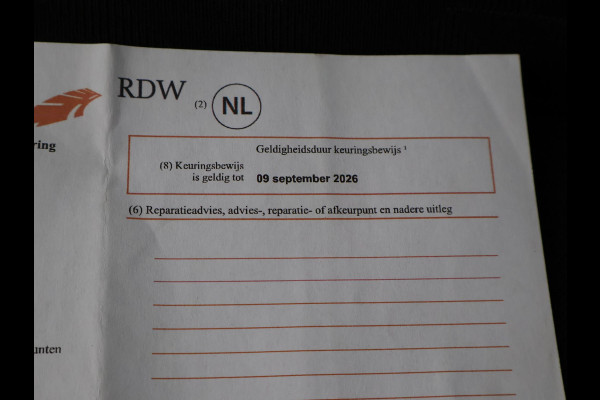 RDW (2) NL
ring
Geldigheidsduur keuringsbewijs ¹
(8) Keuringsbewijs
is geldig tot 09 september 2026
(6) Reparatieadvies, advies-, reparatie- of afkeurpunt en nadere uitleg
unten